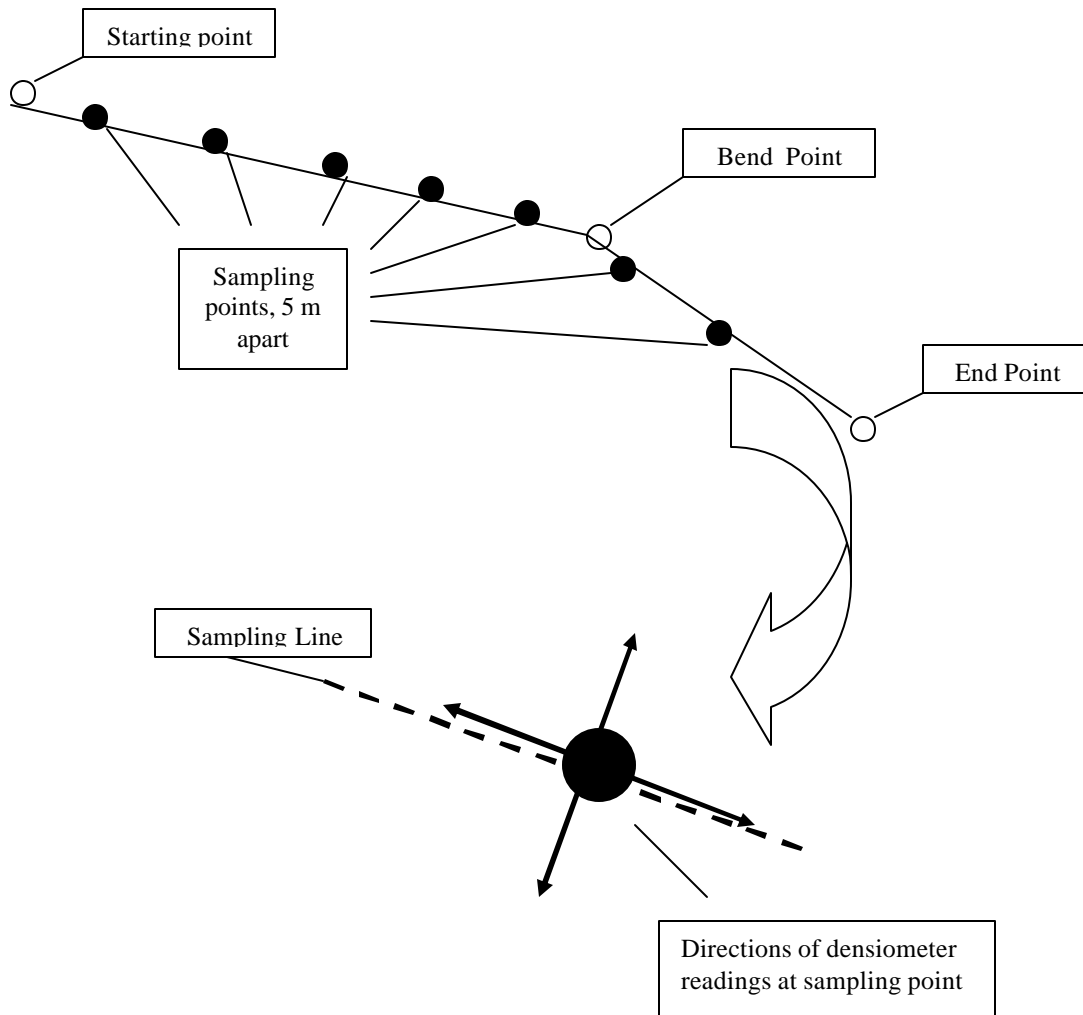 Starting point
Bend Point
Sampling
points, 5 m
apart
End Point
Sampling Line
Directions of densiometer
readings at sampling point